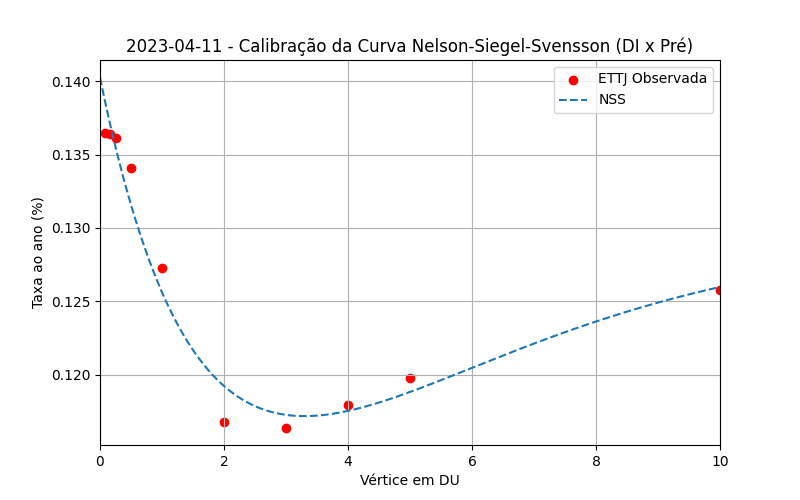 2023-04-11 - Calibração da Curva Nelson-Siegel-Svensson (DI x Pré)
ETTJ Observada
NSS
Taxa ao ano (%)
0.140
0.135
0.130
0.125
0.120
0 2 4 6 8 10
Vértice em DU